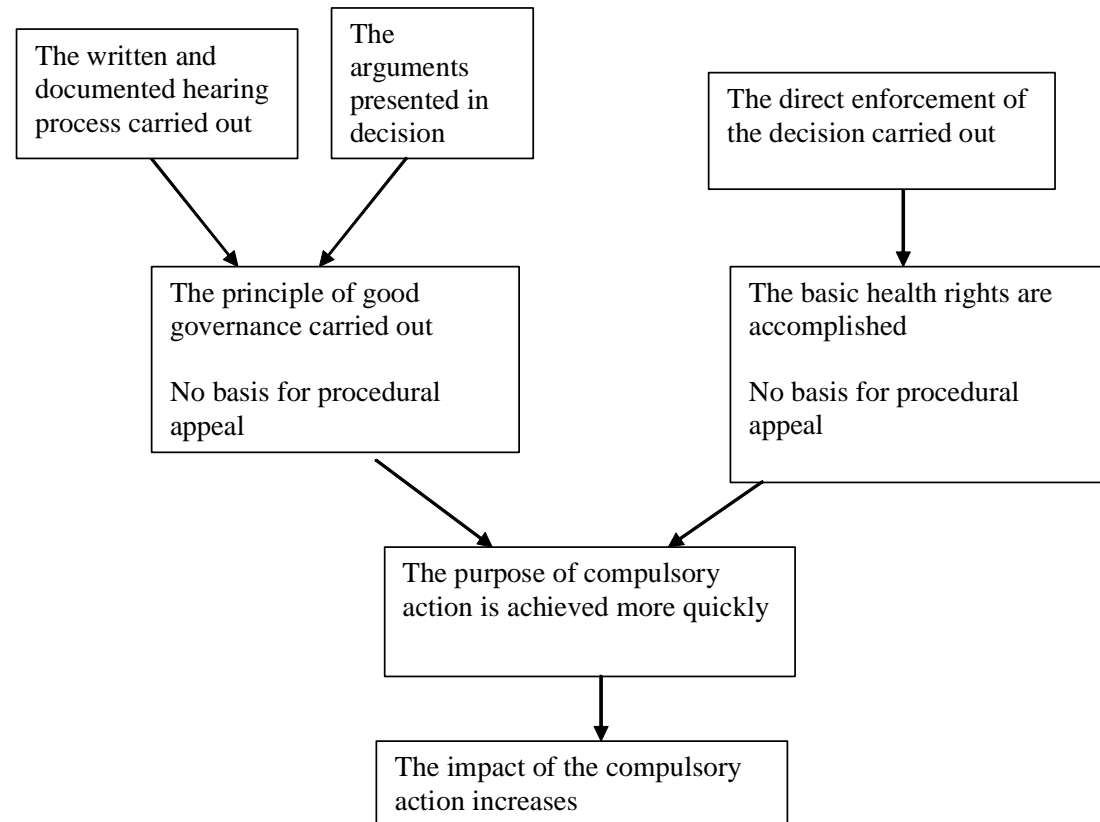 The written and
documented hearing
process carried out
The
arguments
presented in
decision
The direct enforcement of
the decision carried out
The principle of good
governance carried out
No basis for procedural
appeal
The basic health rights are
accomplished
No basis for procedural
appeal
The purpose of compulsory
action is achieved more quickly
The impact of the compulsory
action increases